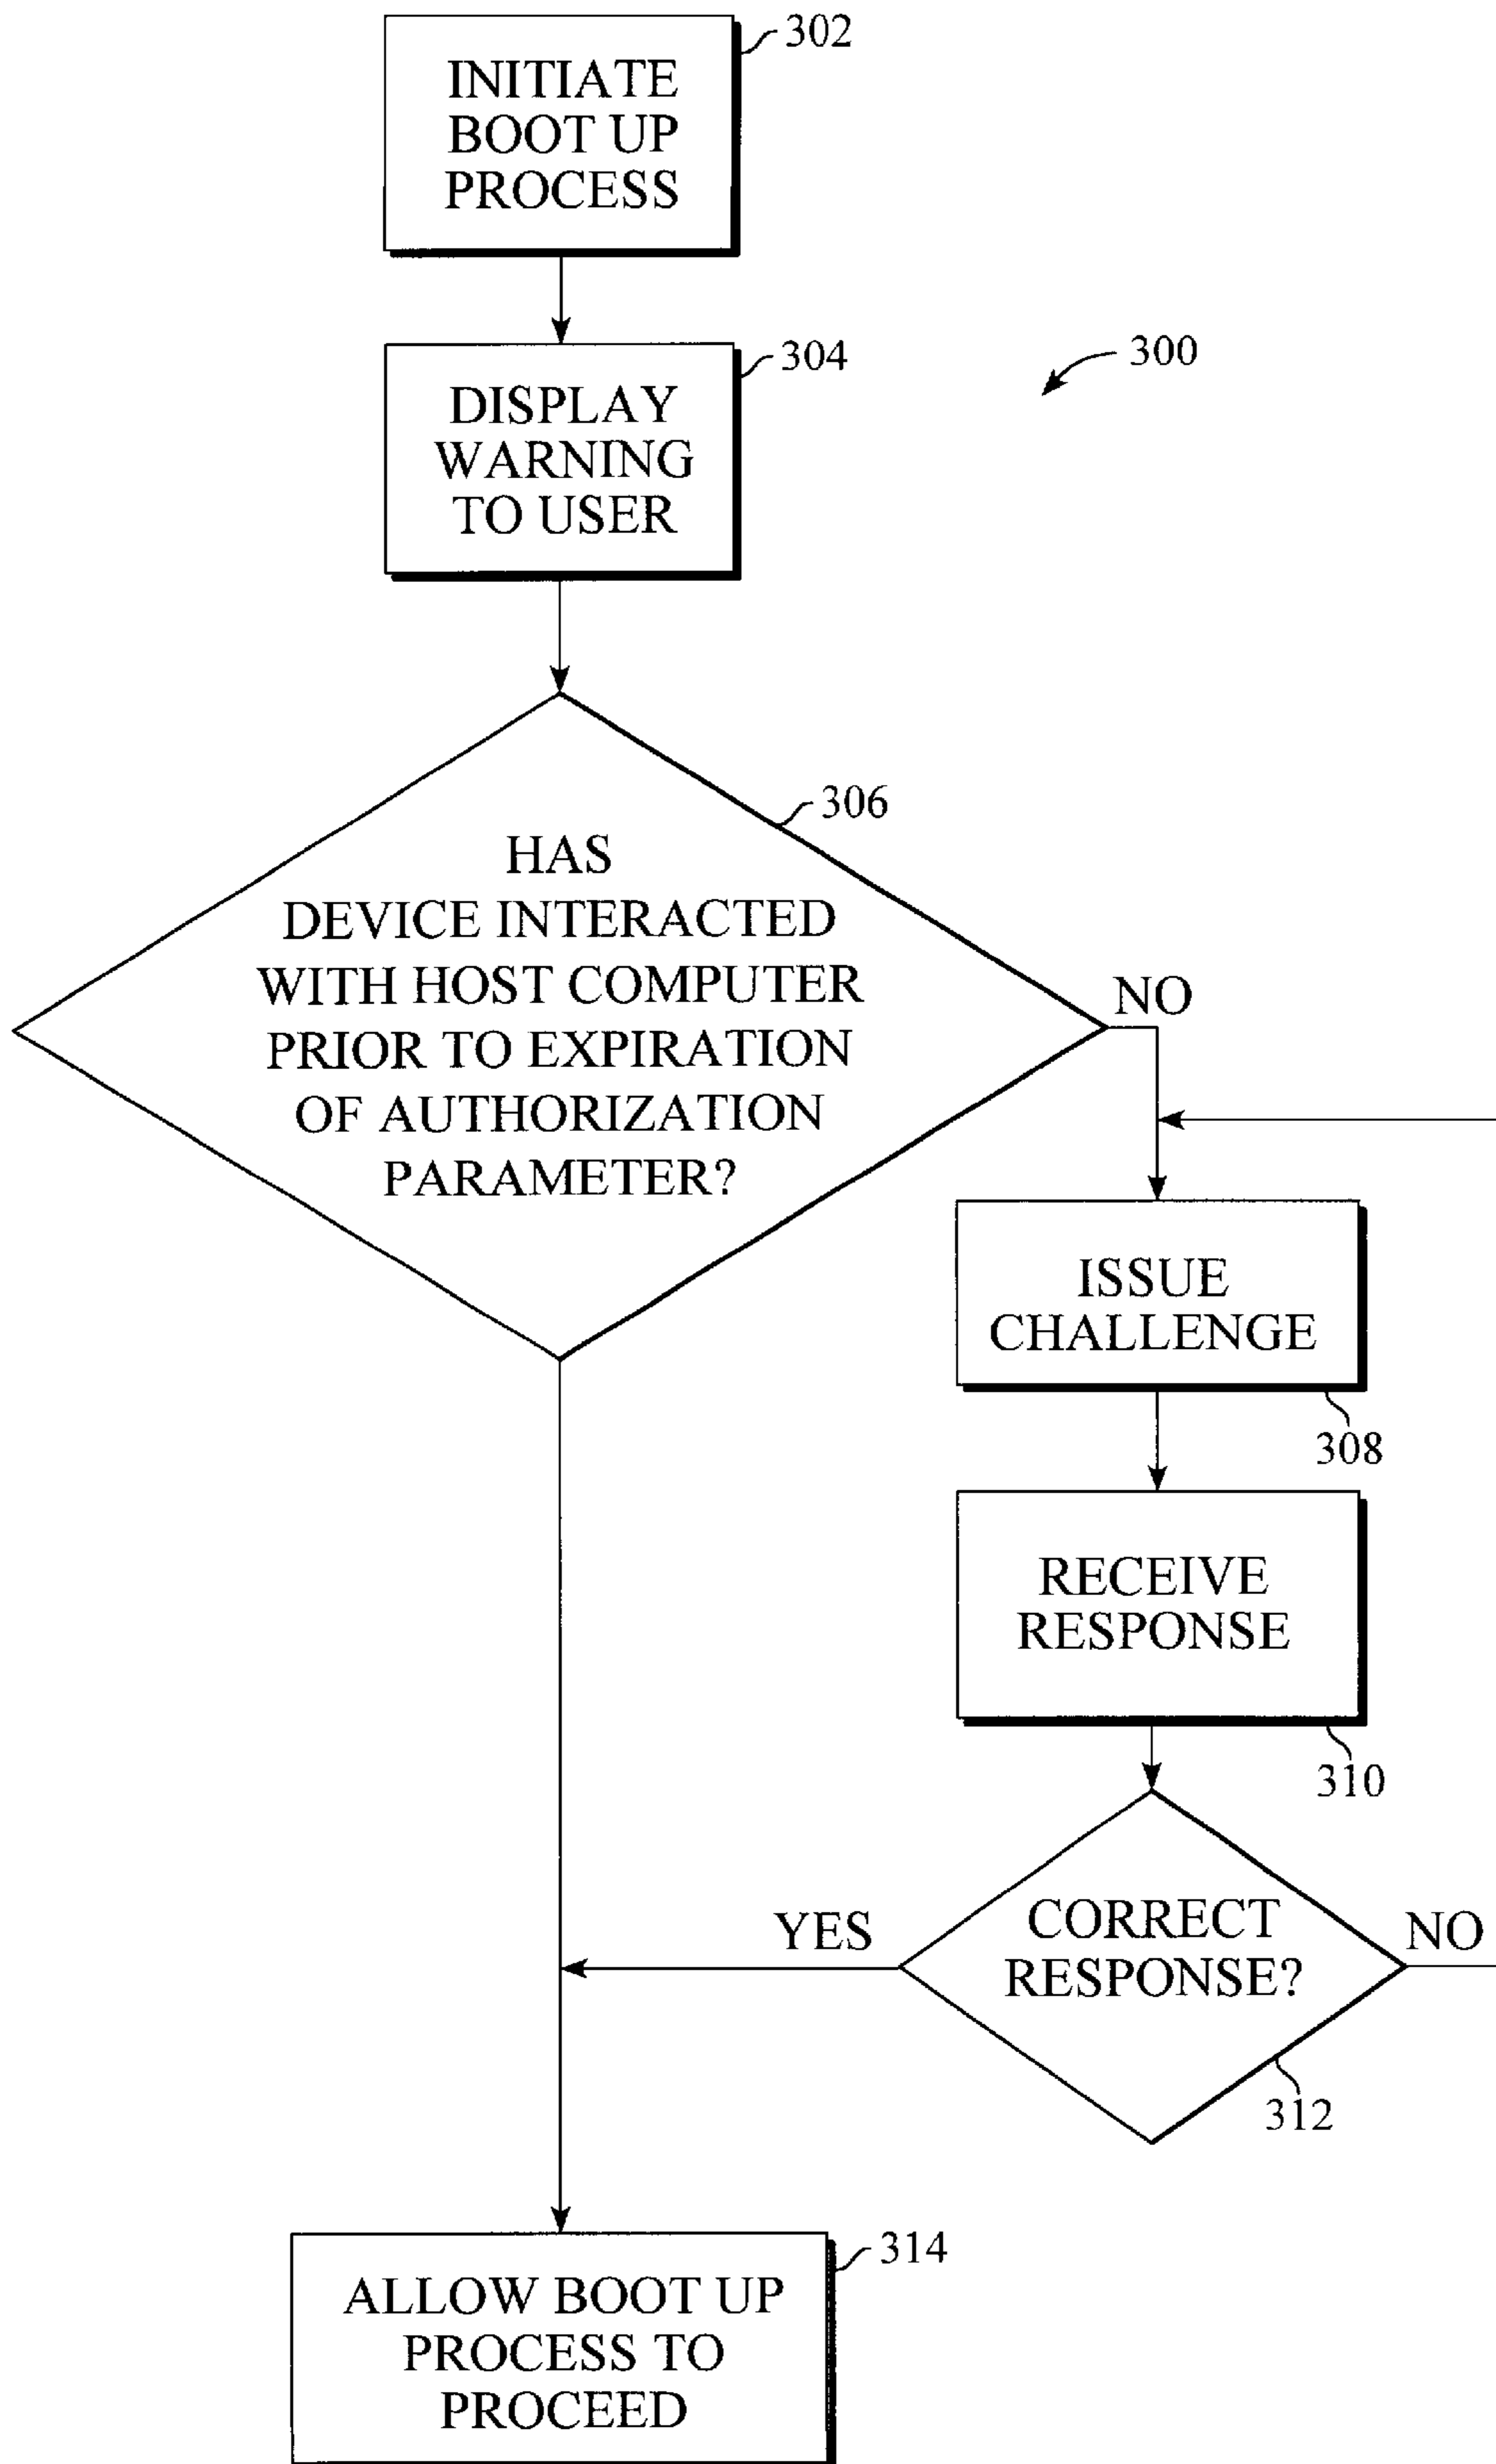 302
INITIATE
BOOT UP
PROCESS
304
DISPLAY
WARNING
TO USER
300
306
HAS
DEVICE INTERACTED
WITH HOST COMPUTER
PRIOR TO EXPIRATION
OF AUTHORIZATION
PARAMETER?
NO
ISSUE
CHALLENGE
308
RECEIVE
RESPONSE
310
YES
CORRECT
RESPONSE?
NO
312
314
ALLOW BOOT UP
PROCESS TO
PROCEED